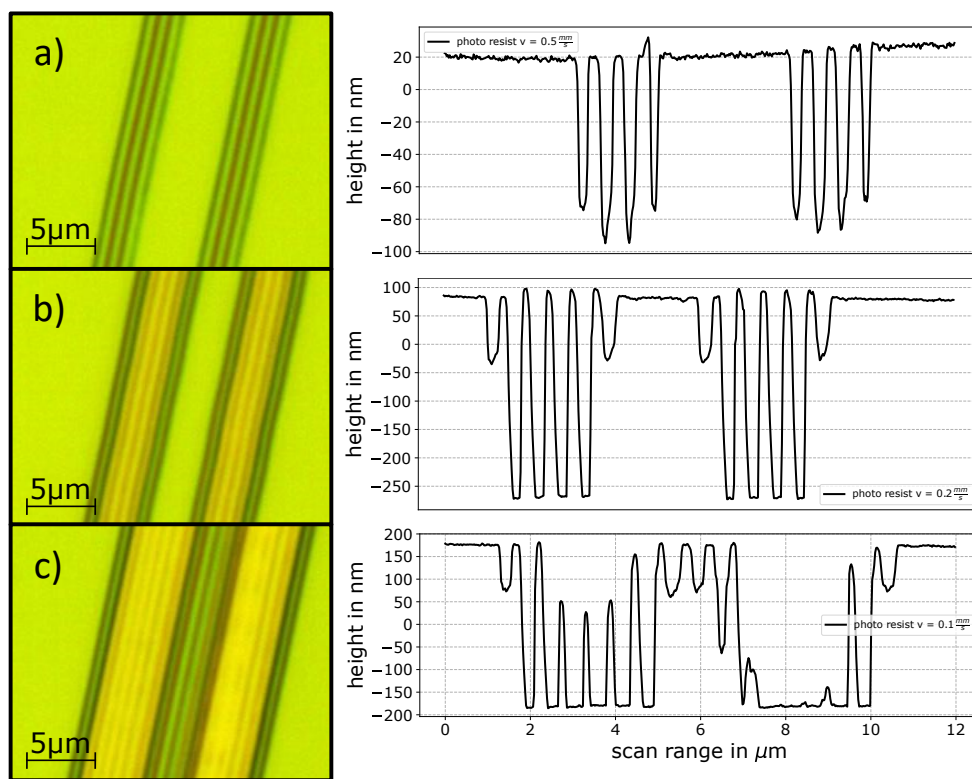 a)
5μm
b)
5μm
c)
5μm
photo resist v = 0.5 mm/s
height in nm
20
0
−20
−40
−60
−80
−100
height in nm
100
50
0
−50
−100
−150
−200
−250
photo resist v = 0.2 mm/s
height in nm
200
150
100
50
0
−50
−100
−150
−200
photo resist v = 0.1 mm/s
0 2 4 6 8 10 12
scan range in μm